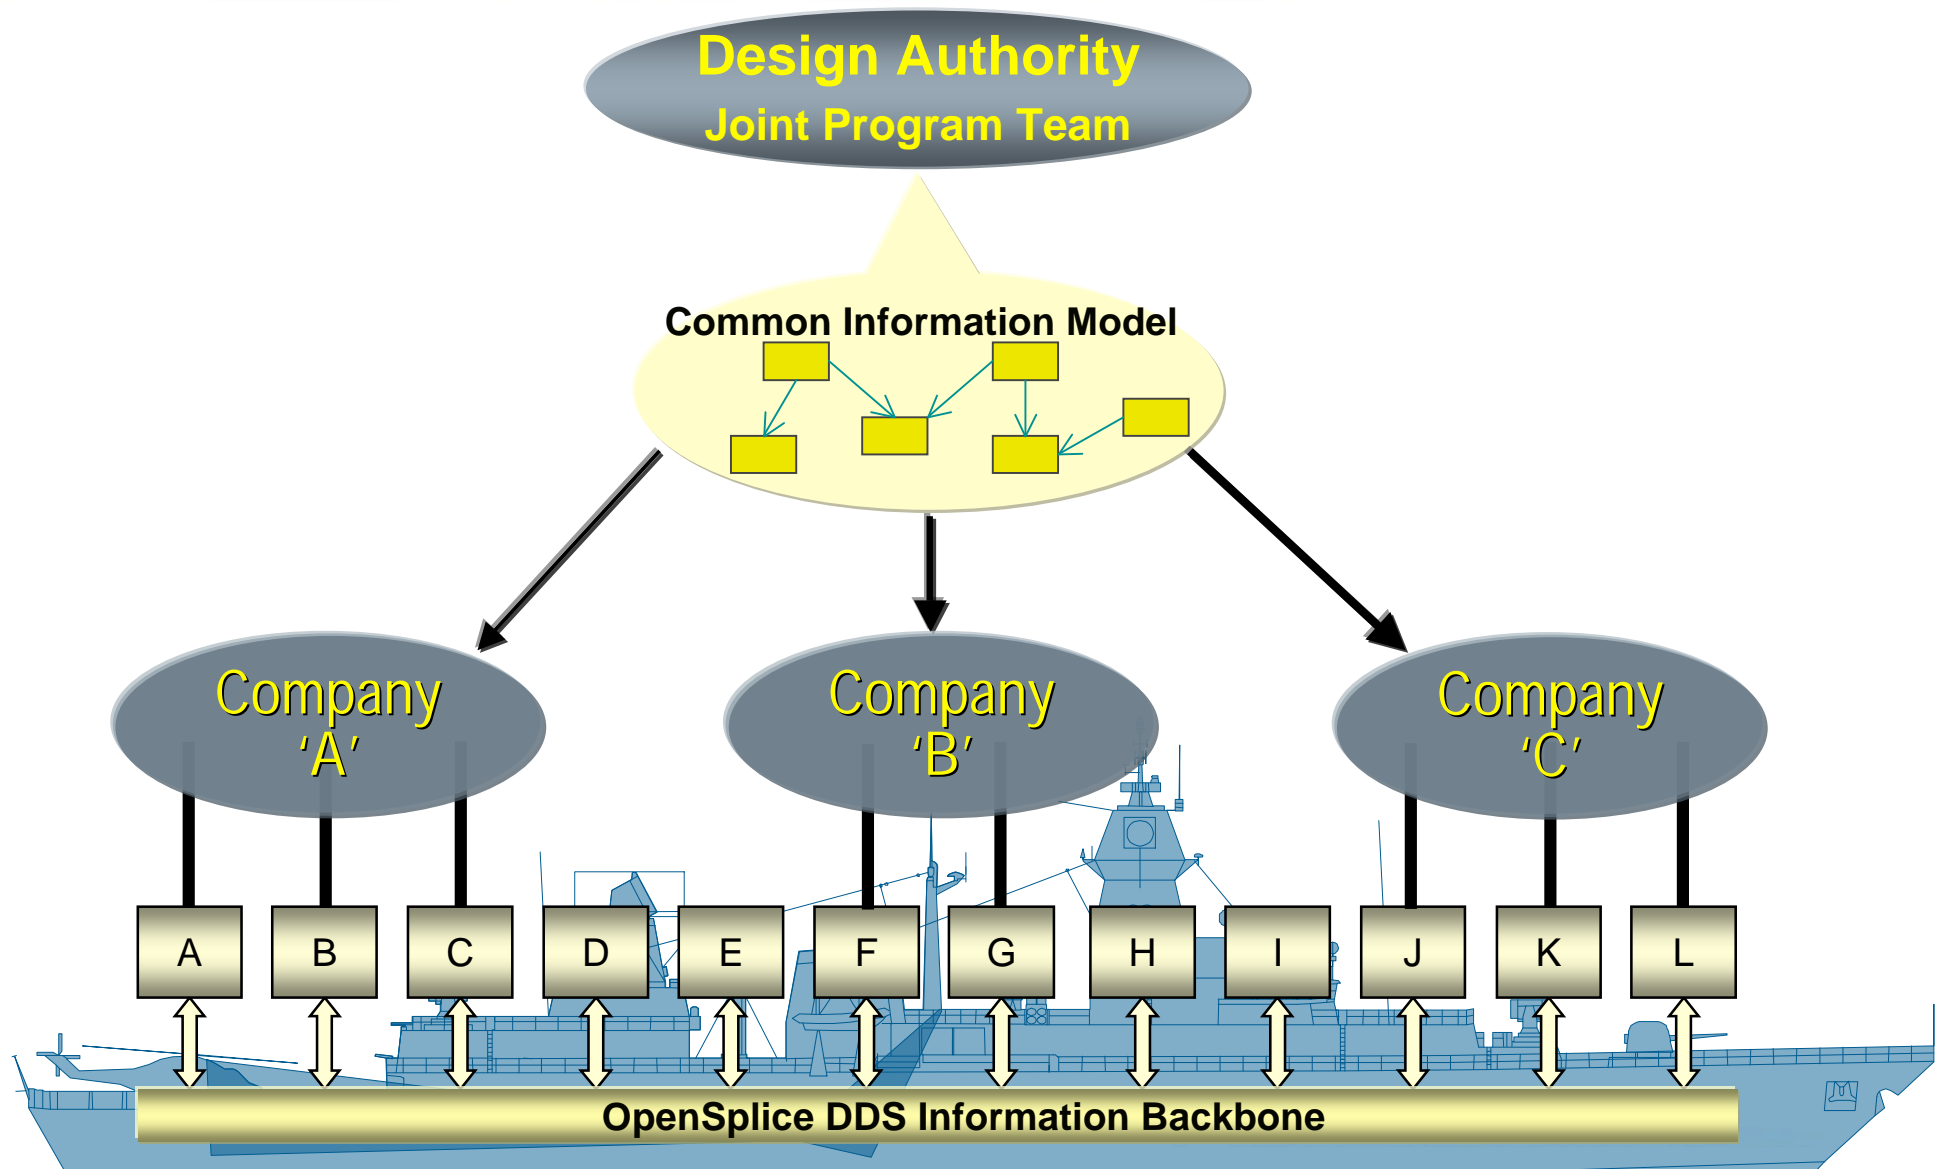 Design Authority
Joint Program Team
Common Information Model
Company
‘A’
Company
‘B’
Company
‘C’
A
B
C
D
E
F
G
H
I
J
K
L
OpenSplice DDS Information Backbone